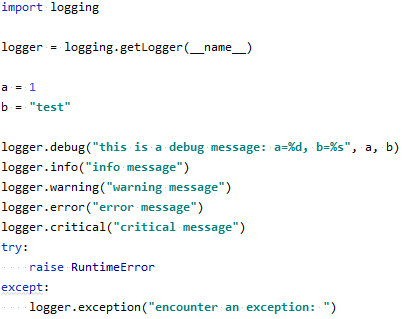 import logging

logger = logging.getLogger(__name__)

a = 1
b = "test"

logger.debug("this is a debug message: a=%d, b=%s", a, b)
logger.info("info message")
logger.warning("warning message")
logger.error("error message")
logger.critical("critical message")
try:
    raise RuntimeError
except:
    logger.exception("encounter an exception: ")